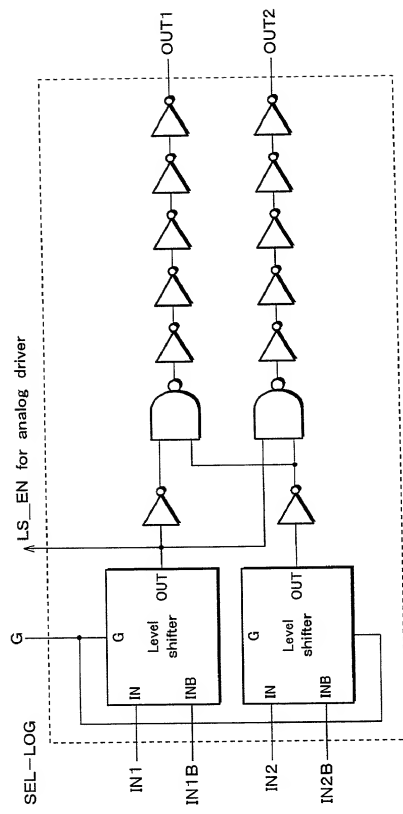 SEL-LOG
G
LS_EN for analog driver
IN1
IN1B
IN
INB
G
Level
shifter
OUT
OUT1
IN2
IN2B
IN
INB
G
Level
shifter
OUT
OUT2